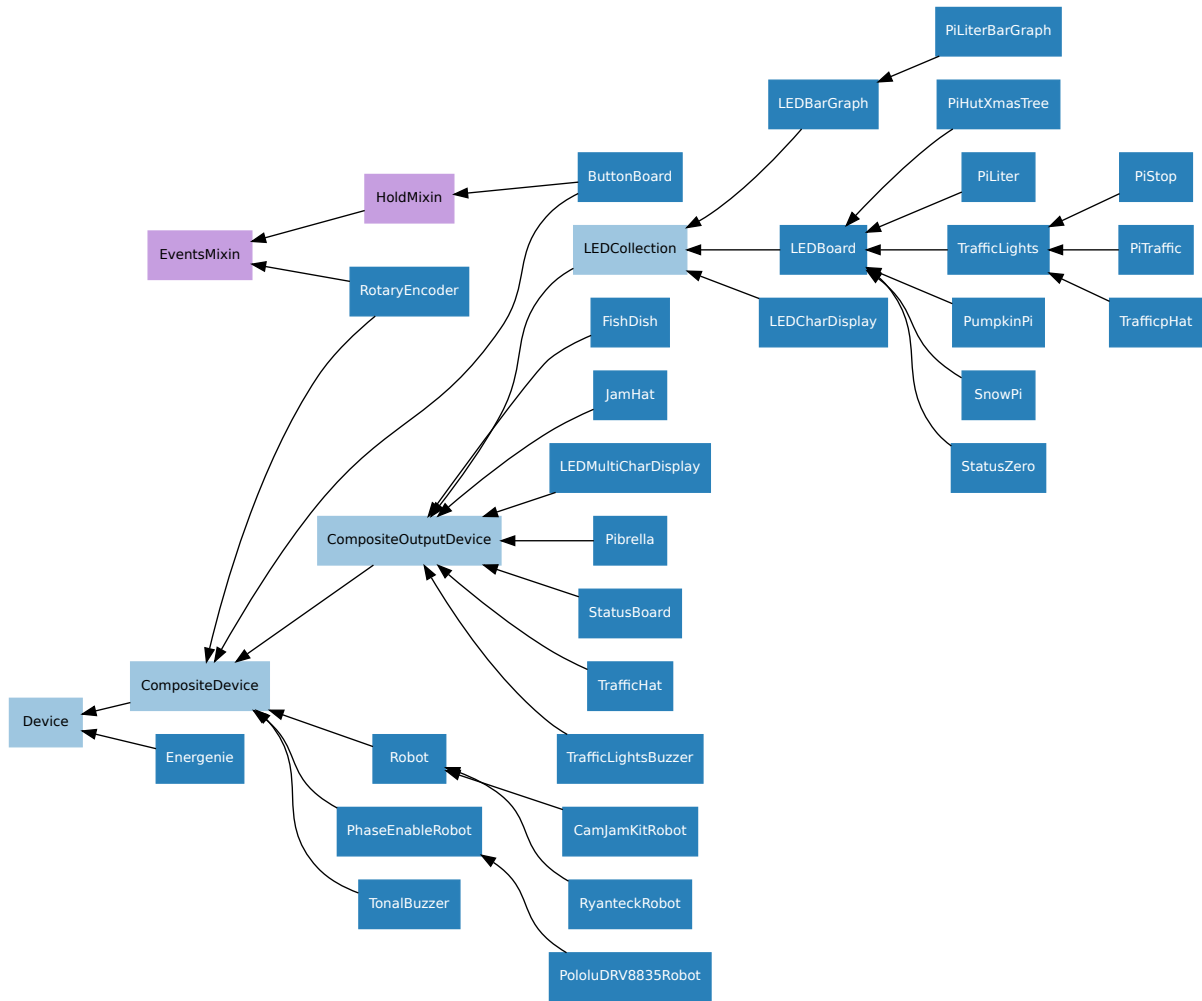 PiLiterBarGraph
LEDBarGraph
PiHutXmasTree
ButtonBoard
PiLiter
PiStop
HoldMixin
EventsMixin
LEDCollection
LEDBoard
TrafficLights
PiTraffic
RotaryEncoder
FishDish
LEDCharDisplay
PumpkinPi
TrafficpHat
JamHat
SnowPi
LEDMultiCharDisplay
StatusZero
CompositeOutputDevice
Pibrella
StatusBoard
CompositeDevice
TrafficHat
Device
Energenie
Robot
TrafficLightsBuzzer
PhaseEnableRobot
CamJamKitRobot
TonalBuzzer
RyanteckRobot
PololuDRV8835Robot